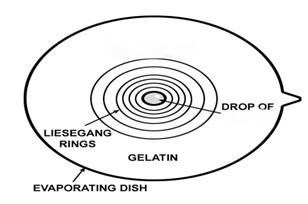 DROP OF
LIESEGANG
RINGS
GELATIN
EVAPORATING DISH